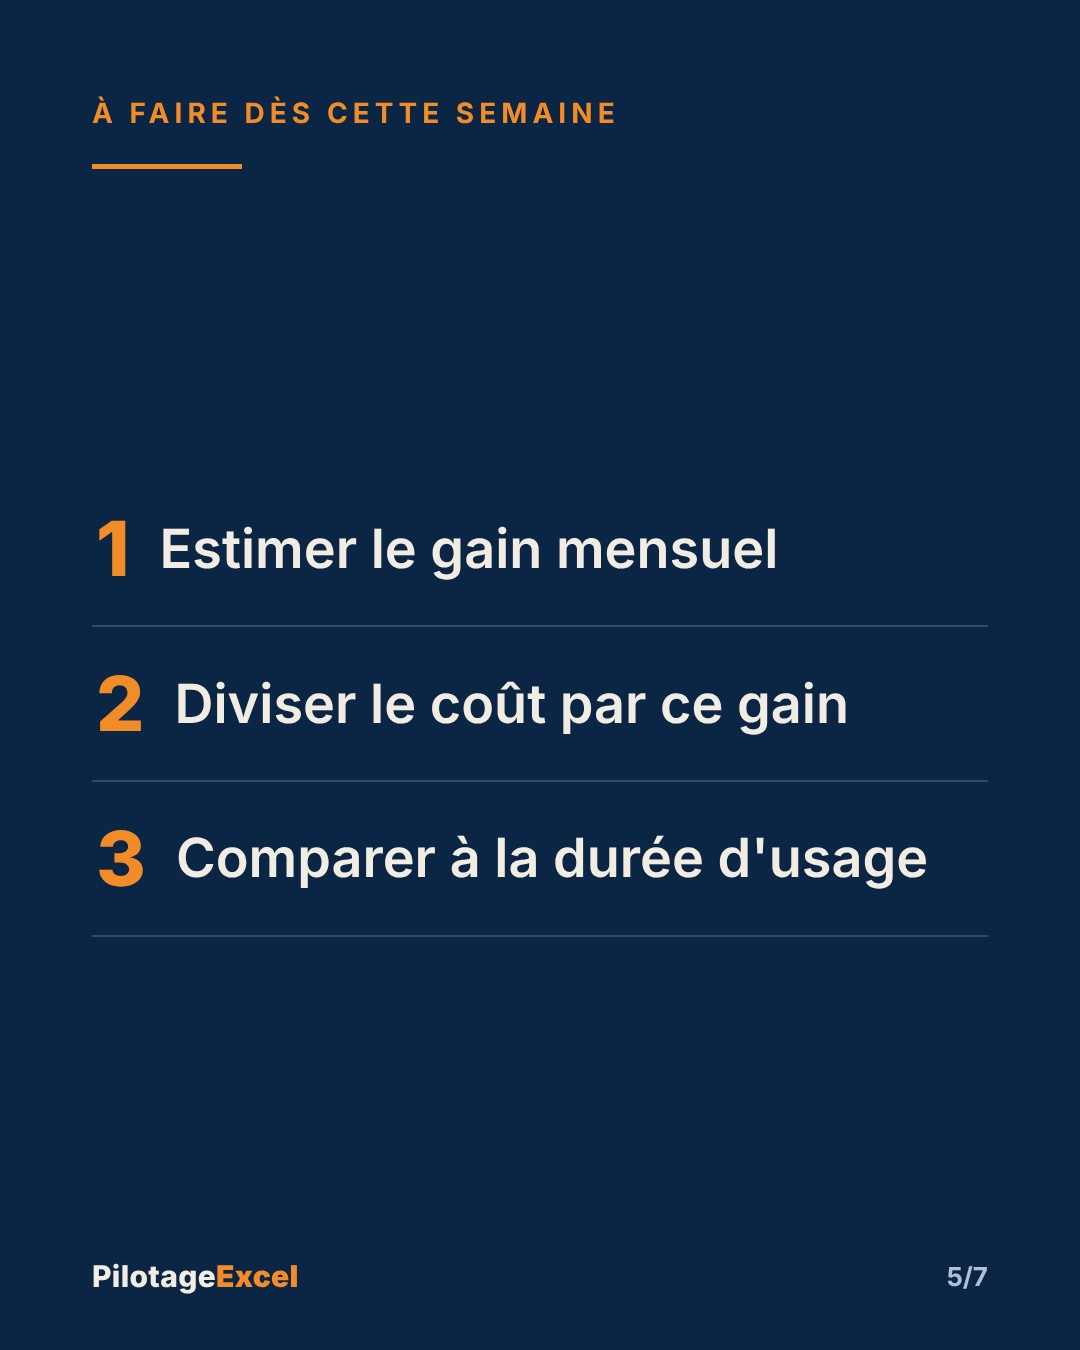 À FAIRE DÈS CETTE SEMAINE
1 Estimer le gain mensuel
2 Diviser le coût par ce gain
3 Comparer à la durée d'usage
PilotageExcel
5/7